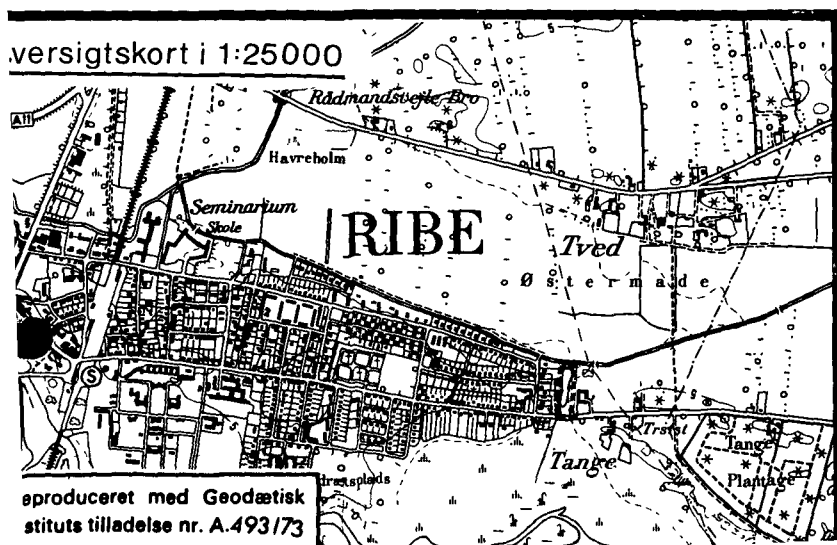 versigtskort i 1:25000
Rådmandsvejle Bro
A11
Havreholm
Seminarium
Skole
RIBE
Tved
Østermade
S
Trstst
Tange
Tange
Plantage
eproduceret med Geodætisk
stituts tilladelse nr. A.493/73